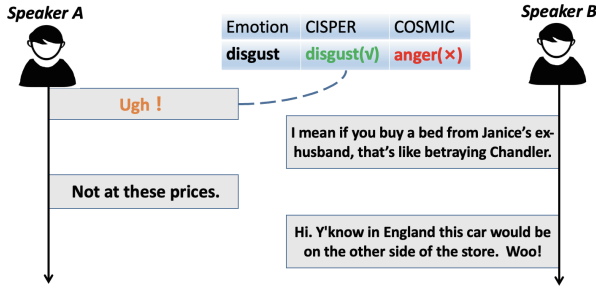 Speaker A
Speaker B
Emotion CISPER COSMIC
disgust disgust(√) anger(×)
Ugh !
I mean if you buy a bed from Janice's ex-
husband, that's like betraying Chandler.
Not at these prices.
Hi. Y'know in England this car would be
on the other side of the store. Woo!